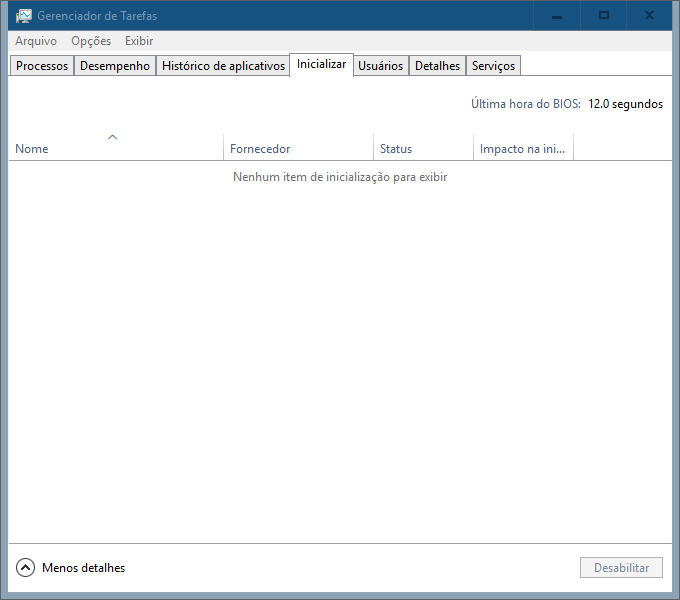 Gerenciador de Tarefas
Arquivo Opções Exibir
Processos Desempenho Histórico de aplicativos Inicializar Usuários Detalhes Serviços
Última hora do BIOS: 12.0 segundos
Nome Fornecedor Status Impacto na ini...
Nenhum item de inicialização para exibir
Menos detalhes Desabilitar